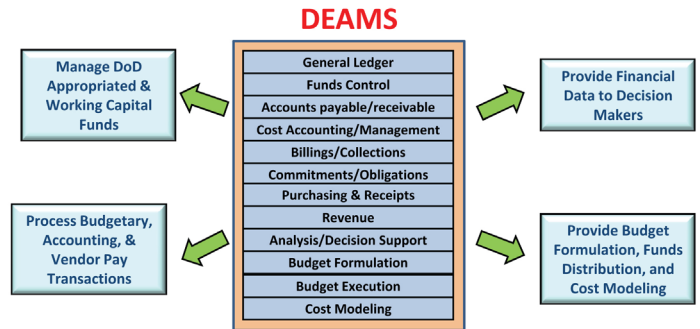 DEAMS
Manage DoD
Appropriated &
Working Capital
Funds
Process Budgetary,
Accounting, &
Vendor Pay
Transactions
General Ledger
Funds Control
Accounts payable/receivable
Cost Accounting/Management
Billings/Collections
Commitments/Obligations
Purchasing & Receipts
Revenue
Analysis/Decision Support
Budget Formulation
Budget Execution
Cost Modeling
Provide Financial
Data to Decision
Makers
Provide Budget
Formulation, Funds
Distribution, and
Cost Modeling